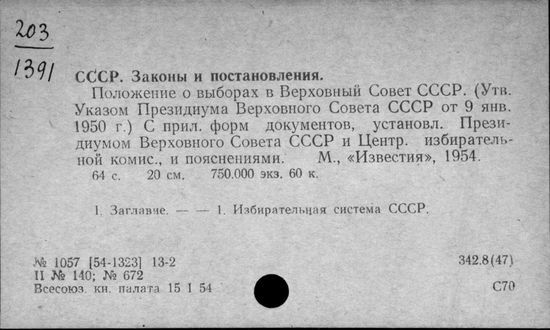 203
1391
СССР. Законы и постановления.
Положение о выборах в Верховный Совет СССР. (Утв.
Указом Президиума Верховного Совета СССР от 9 янв.
1950 г.) С прил. форм документов, установл. Прези-
диумом Верховного Совета СССР и Центр. избиратель-
ной комис., и пояснениями. М., «Известия», 1954.
64 с. 20 см. 750.000 экз. 60 к.
1. Заглавие. — — 1. Избирательная система СССР.
№ 1057 [54-1323] 13-2 342.8(47)
II № 140; № 672
Всесоюз. кн. палата 15 I 54 С70